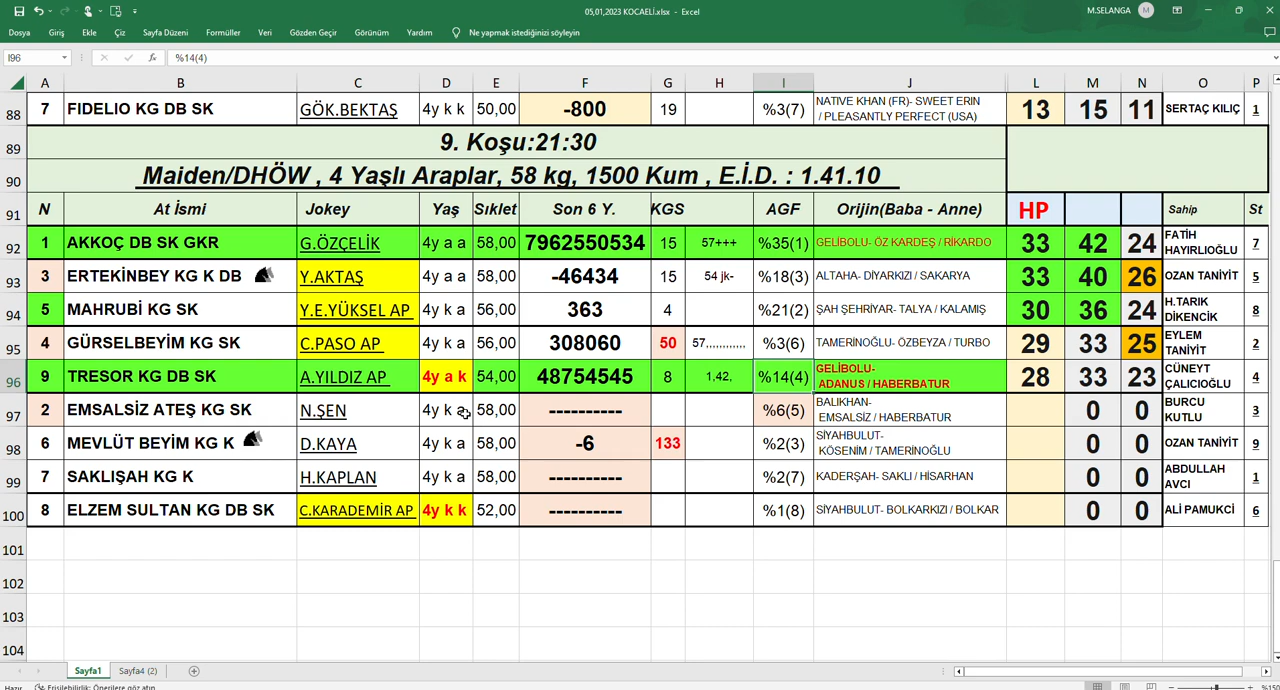 05,01,2023 KOCAELİ.xlsx - Excel
M.SELANGA M
Dosya Giriş Ekle Çiz Sayfa Düzeni Formüller Veri Gözden Geçir Görünüm Yardım Ne yapmak istediğinizi söyleyin
I96 fx %14(4)
A B C D E F G H I J L M N O P
88 7 FIDELIO KG DB SK GÖK.BEKTAŞ 4y k k 50,00 -800 19 %3(7) NATIVE KHAN (FR)- SWEET ERIN / PLEASANTLY PERFECT (USA) 13 15 11 SERTAÇ KILIÇ 1
89 9. Koşu:21:30
90 Maiden/DHÖW , 4 Yaşlı Araplar, 58 kg, 1500 Kum , E.İ.D. : 1.41.10
91 N At İsmi Jokey Yaş Sıklet Son 6 Y. KGS AGF Orijin(Baba - Anne) HP Sahip St
92 1 AKKOÇ DB SK GKR G.ÖZÇELİK 4y a a 58,00 7962550534 15 57+++ %35(1) GELİBOLU- ÖZ KARDEŞ / RİKARDO 33 42 24 FATİH HAYIRLIOĞLU 7
93 3 ERTEKİNBEY KG K DB Y.AKTAŞ 4y a a 58,00 -46434 15 54 jk- %18(3) ALTAHA- DİYARKIZI / SAKARYA 33 40 26 OZAN TANİYİT 5
94 5 MAHRUBİ KG SK Y.E.YÜKSEL AP 4y k a 56,00 363 4 %21(2) ŞAH ŞEHRİYAR- TALYA / KALAMIŞ 30 36 24 H.TARIK DİKENCİK 8
95 4 GÜRSELBEYİM KG SK C.PASO AP 4y k a 56,00 308060 50 57,,,,,,,,,,,, %3(6) TAMERİNOĞLU- ÖZBEYZA / TURBO 29 33 25 EYLEM TANİYİT 2
96 9 TRESOR KG DB SK A.YILDIZ AP 4y a k 54,00 48754545 8 1,42, %14(4) GELİBOLU- ADANUS / HABERBATUR 28 33 23 CÜNEYT ÇALICIOĞLU 4
97 2 EMSALSİZ ATEŞ KG SK N.ŞEN 4y k a 58,00 ---------- %6(5) BALIKHAN- EMSALSİZ / HABERBATUR 0 0 BURCU KUTLU 3
98 6 MEVLÜT BEYİM KG K D.KAYA 4y k a 58,00 -6 133 %2(3) SİYAHBULUT- KÖSENİM / TAMERİNOĞLU 0 0 OZAN TANİYİT 9
99 7 SAKLIŞAH KG K H.KAPLAN 4y k a 58,00 ---------- %2(7) KADERŞAH- SAKLI / HİSARHAN 0 0 ABDULLAH AVCI 1
100 8 ELZEM SULTAN KG DB SK C.KARADEMİR AP 4y k k 52,00 ---------- %1(8) SİYAHBULUT- BOLKARKIZI / BOLKAR 0 0 ALİ PAMUKCİ 6
101
102
103
104
Sayfa1 Sayfa4 (2)
Hazır Erişilebilirlik: Önerilere göz atın %150